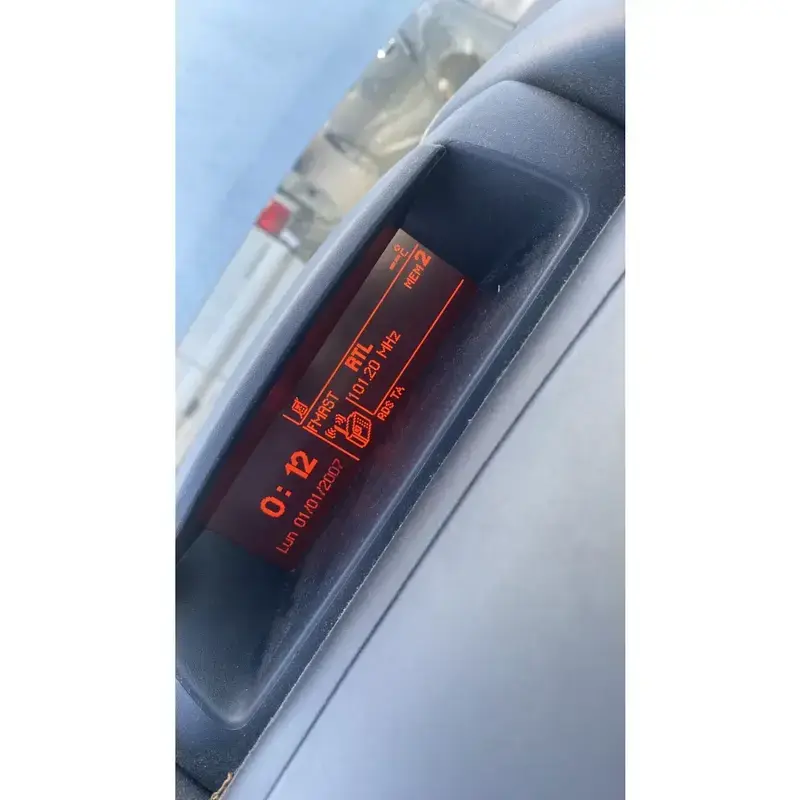 0:12
Lun 01/01/2007
FMAST
RTL
101.20 MHz
RDS TA
°C
MEM 2